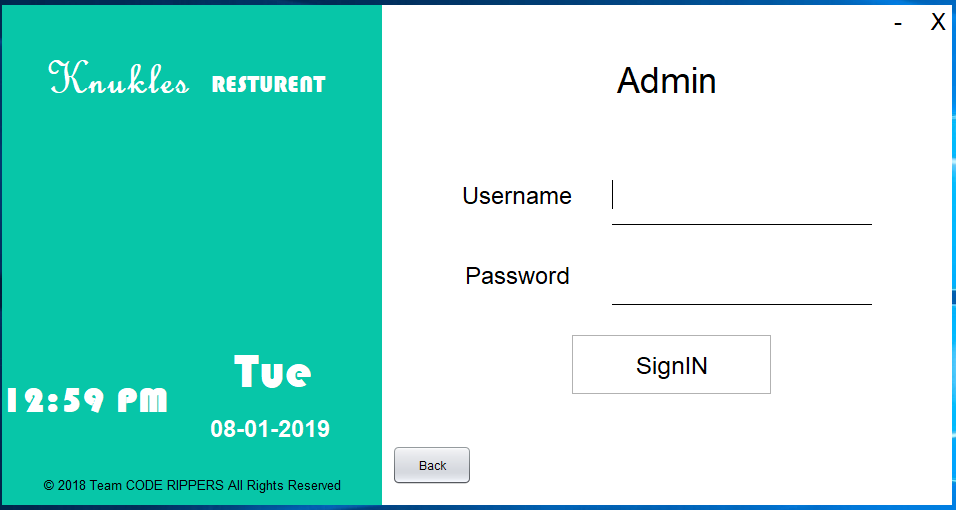 Knukles RESTURENT
Tue
12:59 PM
08-01-2019
© 2018 Team CODE RIPPERS All Rights Reserved
- X
Admin
Username
Password
SignIN
Back